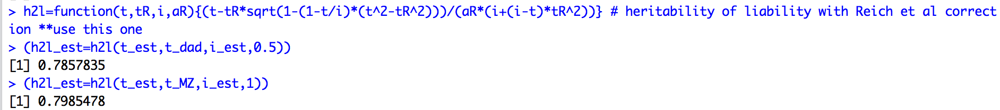 > h2l=function(t,tR,i,aR){(t-tR*sqrt(1-(1-t/i)*(t^2-tR^2)))/(aR*(i+(i-t)*tR^2))} # heritability of liability with Reich et al correct
ion **use this one
> (h2l_est=h2l(t_est,t_dad,i_est,0.5))
[1] 0.7857835
> (h2l_est=h2l(t_est,t_MZ,i_est,1))
[1] 0.7985478